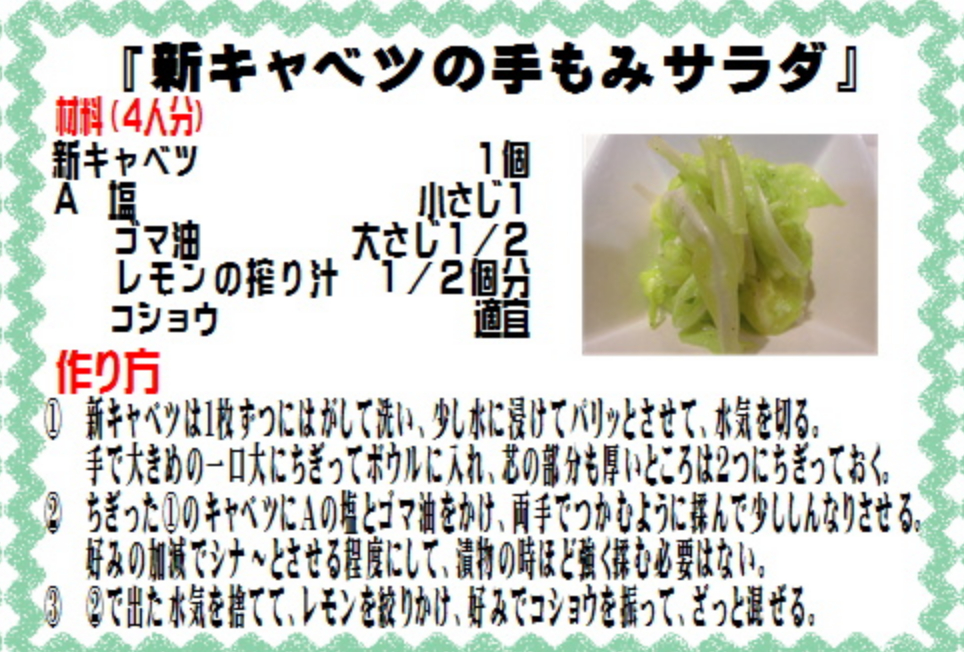 『新キャベツの手もみサラダ』
材料（4人分）
新キャベツ　1個
A　塩　小さじ1
ゴマ油　大さじ1／2
レモンの搾り汁　1／2個分
コショウ　適宜
作り方
①　新キャベツは1枚すつにはがして洗い、少し水に浸けてパリッとさせて、水気を切る。
手で大きめの一口大にちぎってボウルに入れ、芯の部分も厚いところは2つにちぎっておく。
②　ちぎった①のキャベツにAの塩とゴマ油をかけ、両手でつかむように揉んで少ししんなりさせる。
好みの加減でシナ～とさせる程度にして、漬物の時ほど強く揉む必要はない。
③　②で出た水気を捨てて、レモンを絞りかけ、好みでコショウを振って、ざっと混ぜる。